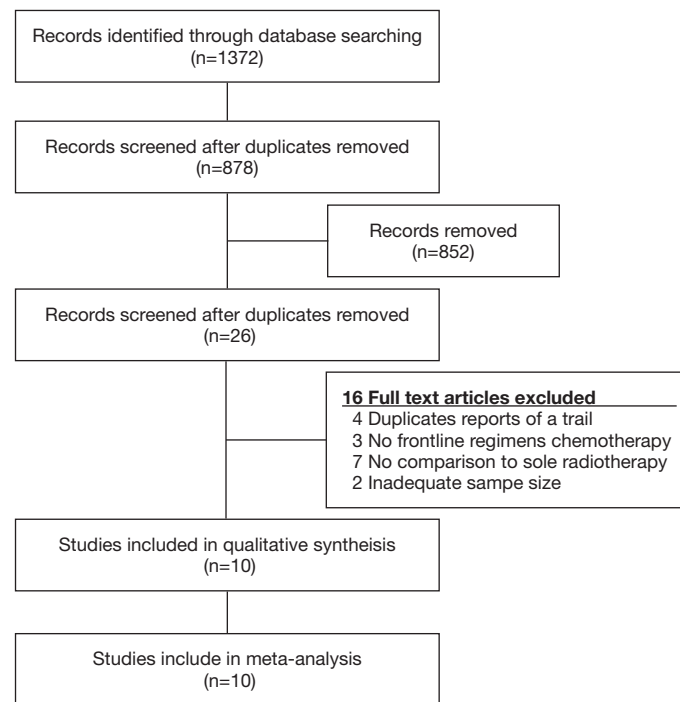 Records identified through database searching
(n=1372)
Records screened after duplicates removed
(n=878)
Records removed
(n=852)
Records screened after duplicates removed
(n=26)
16 Full text articles excluded
4 Duplicates reports of a trail
3 No frontline regimens chemotherapy
7 No comparison to sole radiotherapy
2 Inadequate sampe size
Studies included in qualitative syntheisis
(n=10)
Studies include in meta-analysis
(n=10)